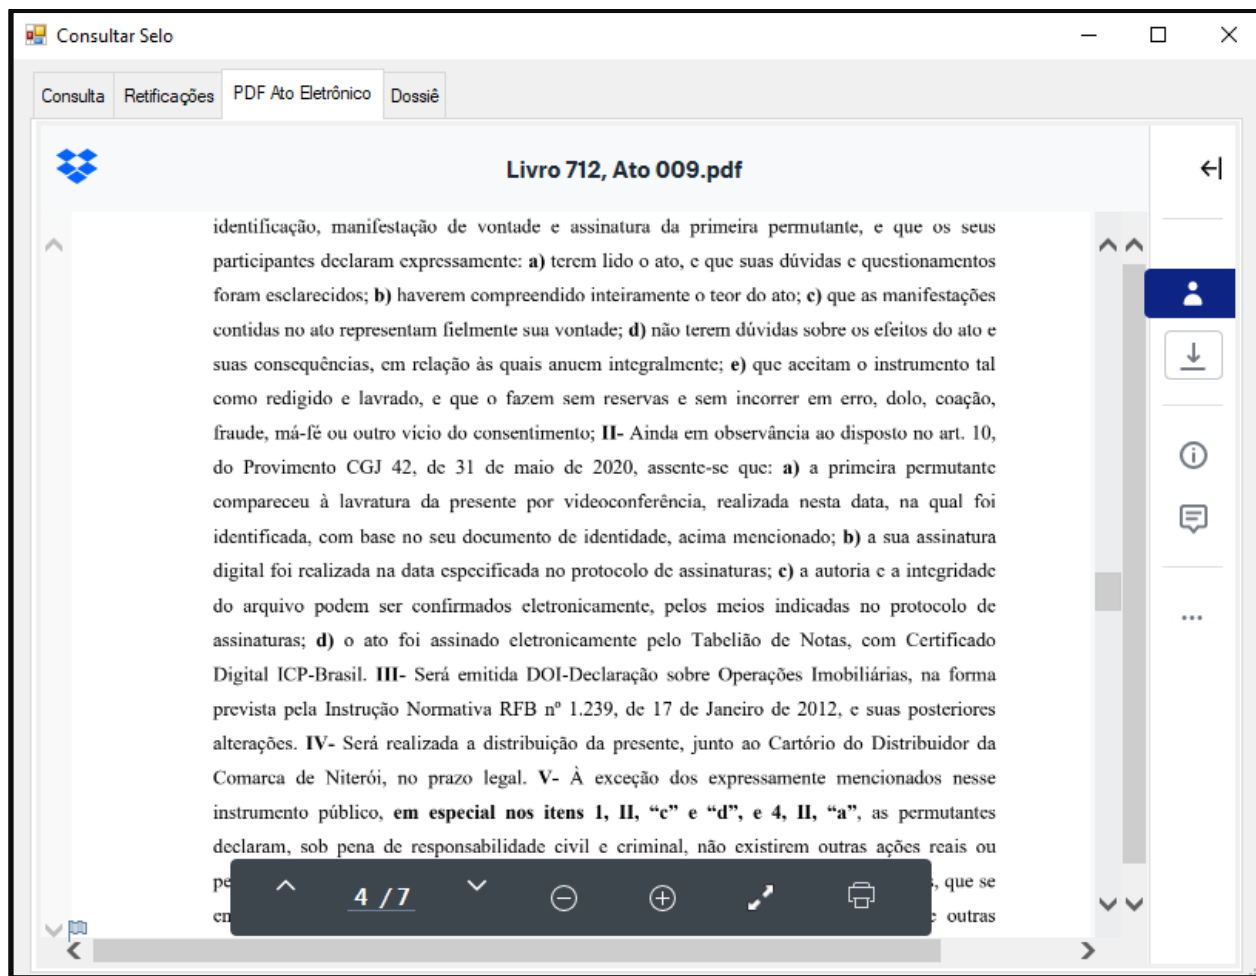 Consultar Selo
Consulta
Retificações
PDF Ato Eletrônico
Dossiê
Livro 712, Ato 009.pdf
identificação, manifestação de vontade e assinatura da primeira permutante, e que os seus
participantes declaram expressamente: a) terem lido o ato, e que suas dúvidas e questionamentos
foram esclarecidos; b) haverem compreendido inteiramente o teor do ato; c) que as manifestações
contidas no ato representam fielmente sua vontade; d) não terem dúvidas sobre os efeitos do ato e
suas consequências, em relação às quais anuem integralmente; e) que aceitam o instrumento tal
como redigido e lavrado, e que o fazem sem reservas e sem incorrer em erro, dolo, coação,
fraude, má-fé ou outro vício do consentimento; II- Ainda em observância ao disposto no art. 10,
do Provimento CGJ 42, de 31 de maio de 2020, assente-se que: a) a primeira permutante
compareceu à lavratura da presente por videoconferência, realizada nesta data, na qual foi
identificada, com base no seu documento de identidade, acima mencionado; b) a sua assinatura
digital foi realizada na data especificada no protocolo de assinaturas; c) a autoria e a integridade
do arquivo podem ser confirmados eletronicamente, pelos meios indicadas no protocolo de
assinaturas; d) o ato foi assinado eletronicamente pelo Tabelião de Notas, com Certificado
Digital ICP-Brasil. III- Será emitida DOI-Declaração sobre Operações Imobiliárias, na forma
prevista pela Instrução Normativa RFB nº 1.239, de 17 de Janeiro de 2012, e suas posteriores
alterações. IV- Será realizada a distribuição da presente, junto ao Cartório do Distribuidor da
Comarca de Niterói, no prazo legal. V- À exceção dos expressamente mencionados nesse
instrumento público, em especial nos itens 1, II, “c” e “d”, e 4, II, “a”, as permutantes
declaram, sob pena de responsabilidade civil e criminal, não existirem outras ações reais ou
que se
outras
4 / 7